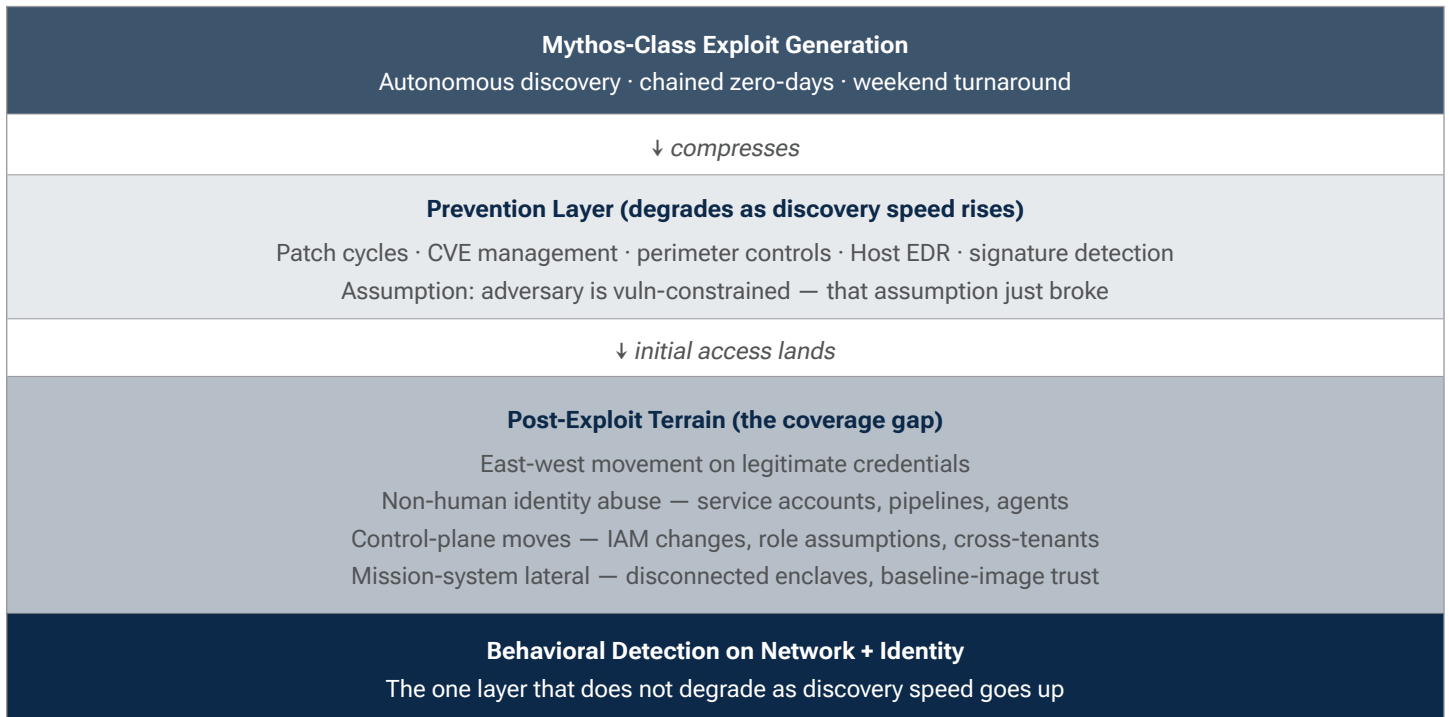 Mythos-Class Exploit Generation
Autonomous discovery · chained zero-days · weekend turnaround
↓ compresses
Prevention Layer (degrades as discovery speed rises)
Patch cycles · CVE management · perimeter controls · Host EDR · signature detection
Assumption: adversary is vuln-constrained — that assumption just broke
↓ initial access lands
Post-Exploit Terrain (the coverage gap)
East-west movement on legitimate credentials
Non-human identity abuse — service accounts, pipelines, agents
Control-plane moves — IAM changes, role assumptions, cross-tenants
Mission-system lateral — disconnected enclaves, baseline-image trust
Behavioral Detection on Network + Identity
The one layer that does not degrade as discovery speed goes up